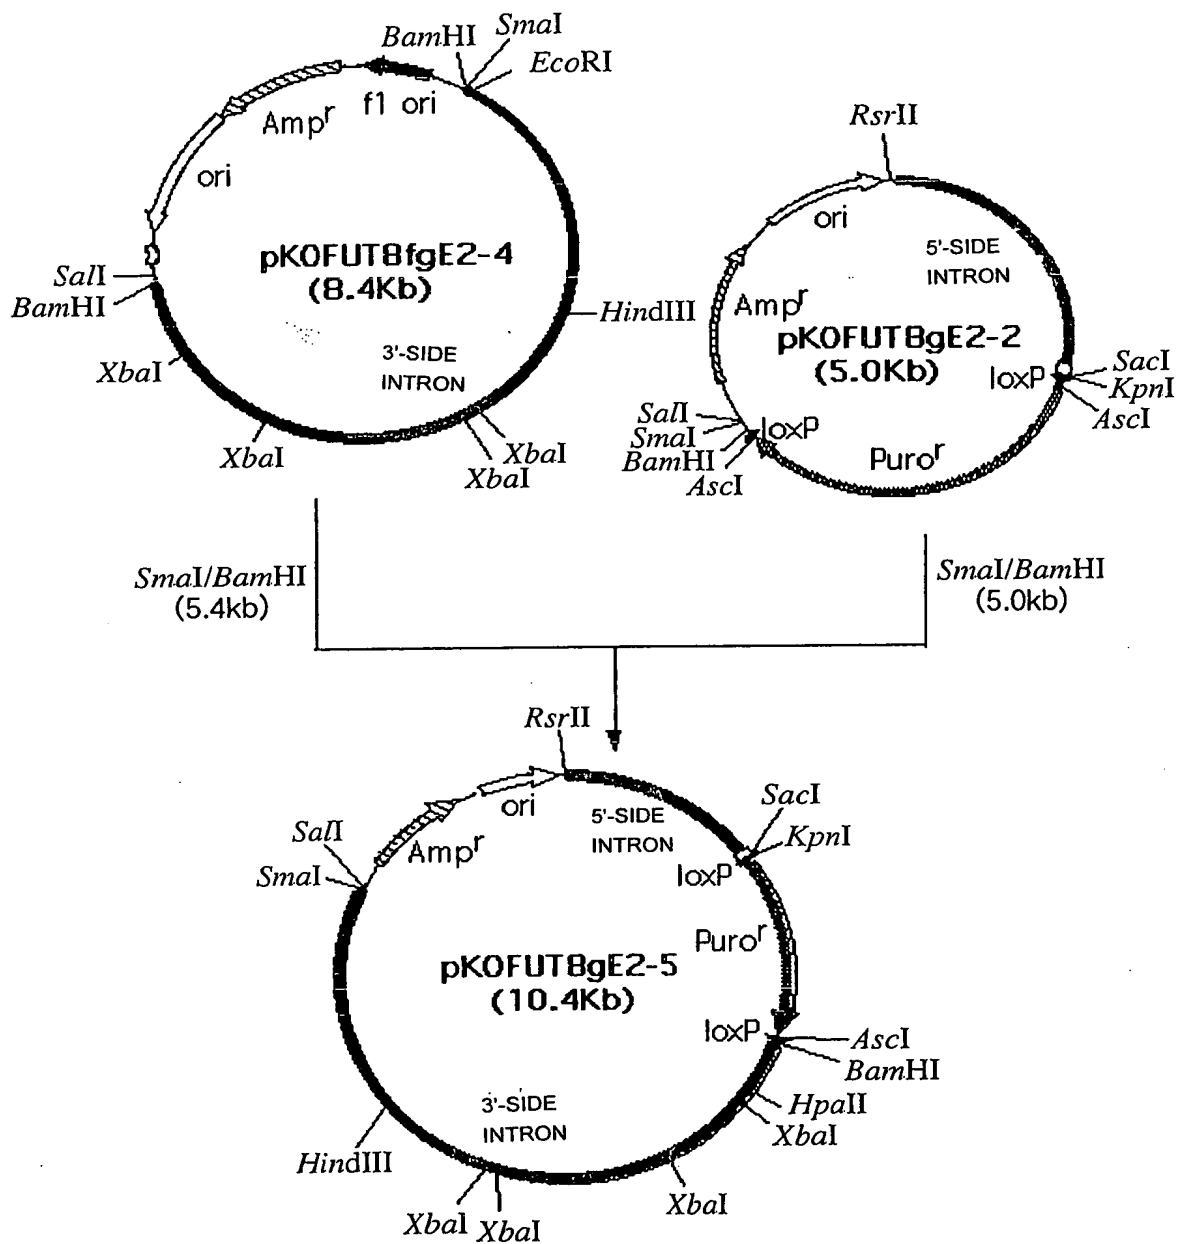 BamHI
SmaI
EcoRI
f1 ori
Ampr
ori
pKOFUT8fgE2-4
(8.4Kb)
SalI
BamHI
HindIII
3'-SIDE
INTRON
XbaI
XbaI
XbaI
XbaI
RsrII
ori
5'-SIDE
INTRON
Ampr
pKOFUT8gE2-2
(5.0Kb)
loxP
SacI
KpnI
AscI
SalI
SmaI
BamHI
AscI
loxP
Puror
SmaI/BamHI
(5.4kb)
SmaI/BamHI
(5.0kb)
RsrII
ori
5'-SIDE
INTRON
SacI
KpnI
SalI
SmaI
Ampr
loxP
Puror
pKOFUT8gE2-5
(10.4Kb)
loxP
AscI
BamHI
HpaII
XbaI
3'-SIDE
INTRON
HindIII
XbaI
XbaI
XbaI